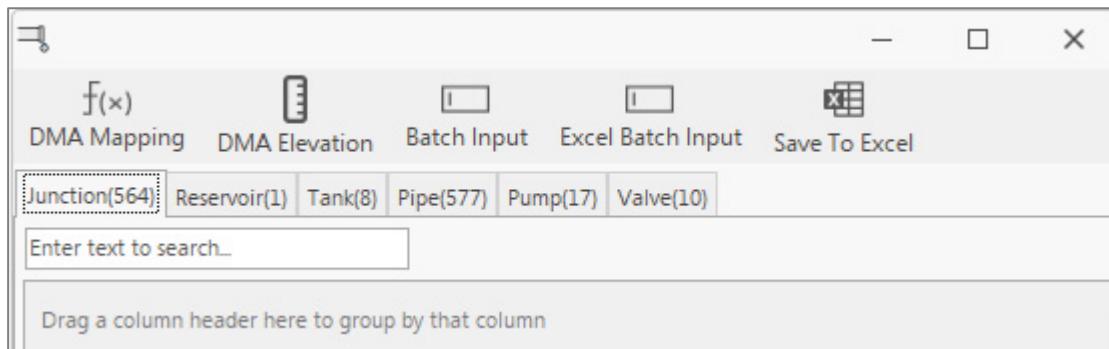 f(x)
DMA Mapping DMA Elevation Batch Input Excel Batch Input Save To Excel
Junction(564) Reservoir(1) Tank(8) Pipe(577) Pump(17) Valve(10)
Enter text to search...
Drag a column header here to group by that column